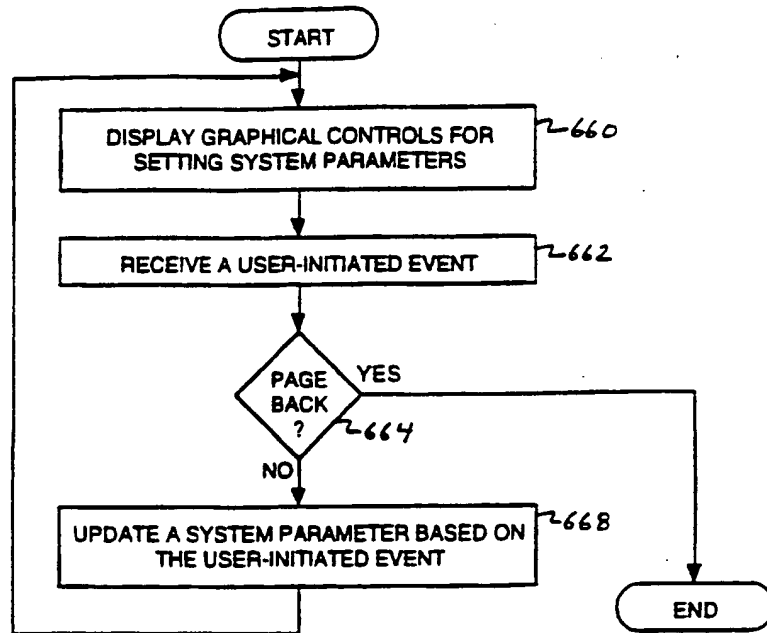 START
DISPLAY GRAPHICAL CONTROLS FOR
SETTING SYSTEM PARAMETERS
660
RECEIVE A USER-INITIATED EVENT
662
PAGE
BACK
?
YES
664
NO
UPDATE A SYSTEM PARAMETER BASED ON
THE USER-INITIATED EVENT
668
END